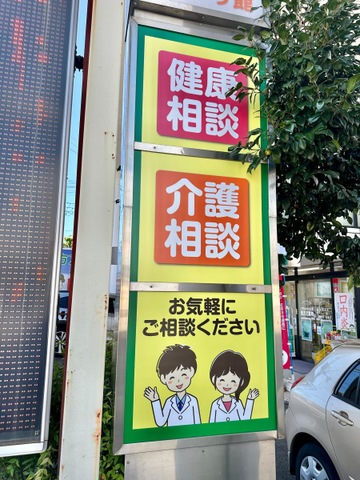 健康
相談
介護
相談
お気軽に
ご相談ください